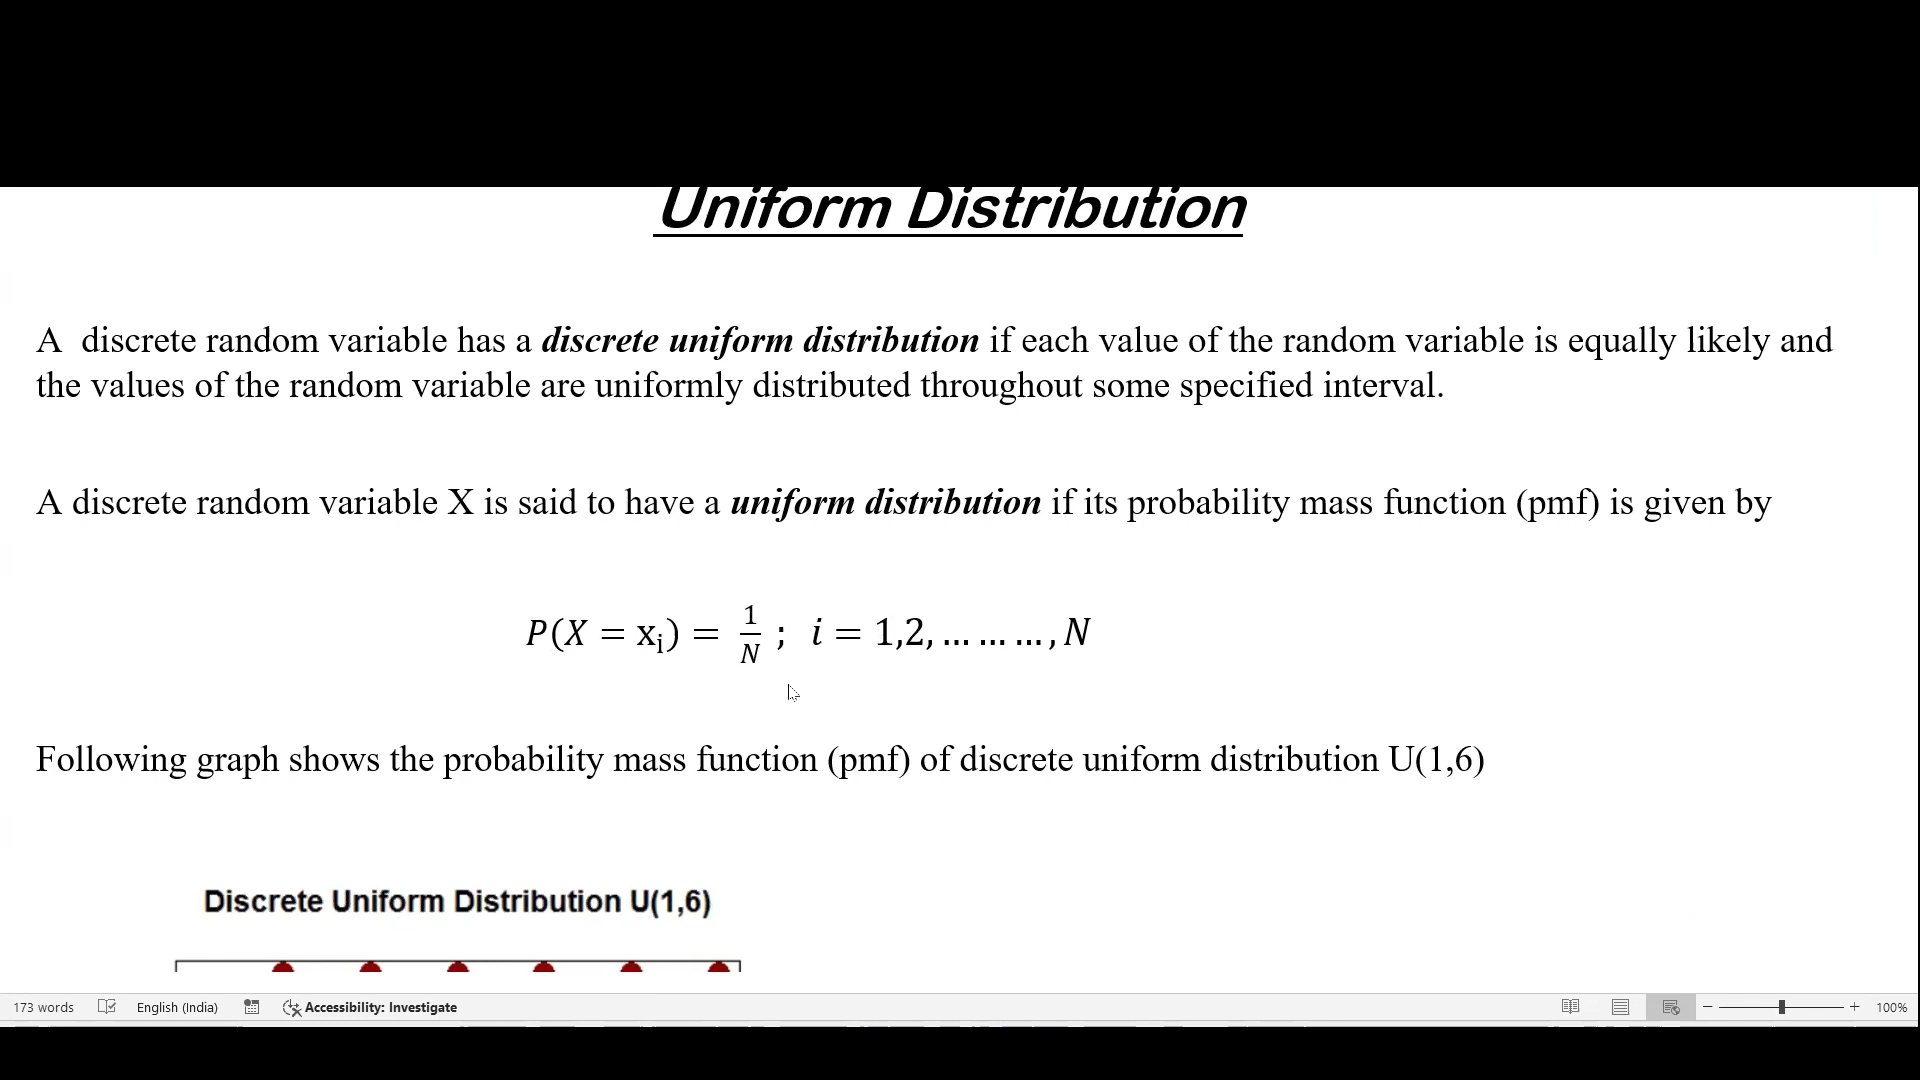 Uniform Distribution
A discrete random variable has a discrete uniform distribution if each value of the random variable is equally likely and
the values of the random variable are uniformly distributed throughout some specified interval.
A discrete random variable X is said to have a uniform distribution if its probability mass function (pmf) is given by
P(X = xᵢ) = 1/N ; i = 1,2, … … … , N
Following graph shows the probability mass function (pmf) of discrete uniform distribution U(1,6)
Discrete Uniform Distribution U(1,6)
173 words English (India) Accessibility: Investigate 100%